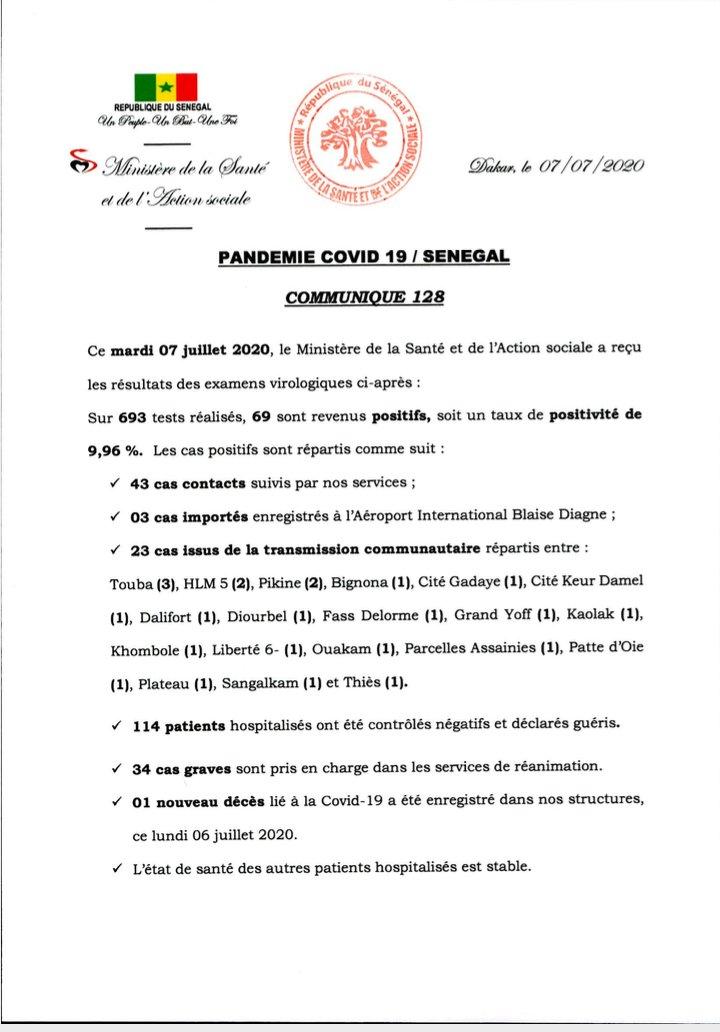 REPUBLIQUE DU SENEGAL
Un Peuple-Un But-Une Foi
Ministère de la Santé
et de l'Action sociale
République du Sénégal
MINISTÈRE DE LA SANTÉ ET DE L'ACTION SOCIALE
Dakar, le 07/07/2020
PANDEMIE COVID 19 / SENEGAL
COMMUNIQUE 128
Ce mardi 07 juillet 2020, le Ministère de la Santé et de l'Action sociale a reçu
les résultats des examens virologiques ci-après :
Sur 693 tests réalisés, 69 sont revenus positifs, soit un taux de positivité de
9,96 %. Les cas positifs sont répartis comme suit :
✓ 43 cas contacts suivis par nos services ;
✓ 03 cas importés enregistrés à l'Aéroport International Blaise Diagne ;
✓ 23 cas issus de la transmission communautaire répartis entre :
Touba (3), HLM 5 (2), Pikine (2), Bignona (1), Cité Gadaye (1), Cité Keur Damel
(1), Dalifort (1), Diourbel (1), Fass Delorme (1), Grand Yoff (1), Kaolak (1),
Khombole (1), Liberté 6- (1), Ouakam (1), Parcelles Assainies (1), Patte d'Oie
(1), Plateau (1), Sangalkam (1) et Thiès (1).
✓ 114 patients hospitalisés ont été contrôlés négatifs et déclarés guéris.
✓ 34 cas graves sont pris en charge dans les services de réanimation.
✓ 01 nouveau décès lié à la Covid-19 a été enregistré dans nos structures,
ce lundi 06 juillet 2020.
✓ L'état de santé des autres patients hospitalisés est stable.